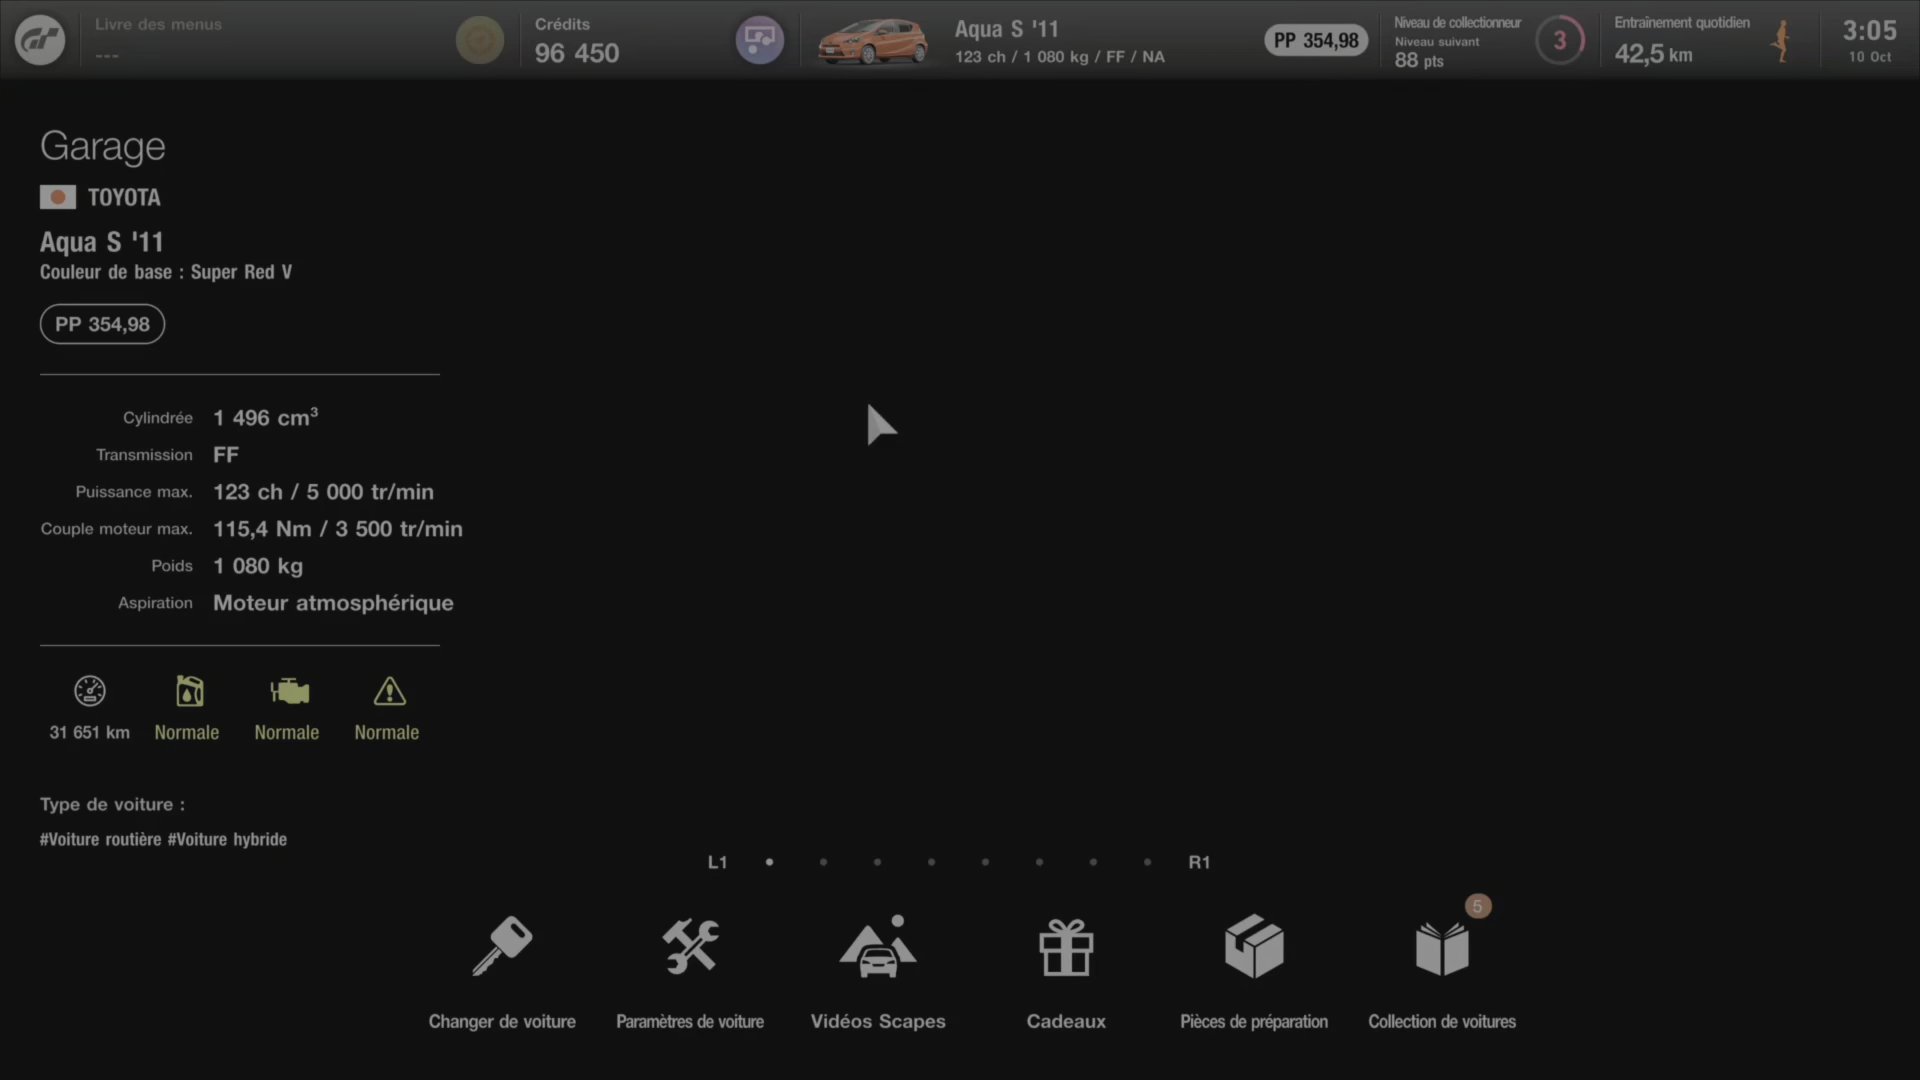 Livre des menus
---
Crédits
96 450
Aqua S '11
123 ch / 1 080 kg / FF / NA
PP 354,98
Niveau de collectionneur
Niveau suivant
88 pts
3
Entraînement quotidien
42,5 km
3:05
10 Oct
Garage
TOYOTA
Aqua S '11
Couleur de base : Super Red V
PP 354,98
Cylindrée 1 496 cm³
Transmission FF
Puissance max. 123 ch / 5 000 tr/min
Couple moteur max. 115,4 Nm / 3 500 tr/min
Poids 1 080 kg
Aspiration Moteur atmosphérique
31 651 km Normale Normale Normale
Type de voiture :
#Voiture routière #Voiture hybride
L1 R1
5
Changer de voiture Paramètres de voiture Vidéos Scapes Cadeaux Pièces de préparation Collection de voitures